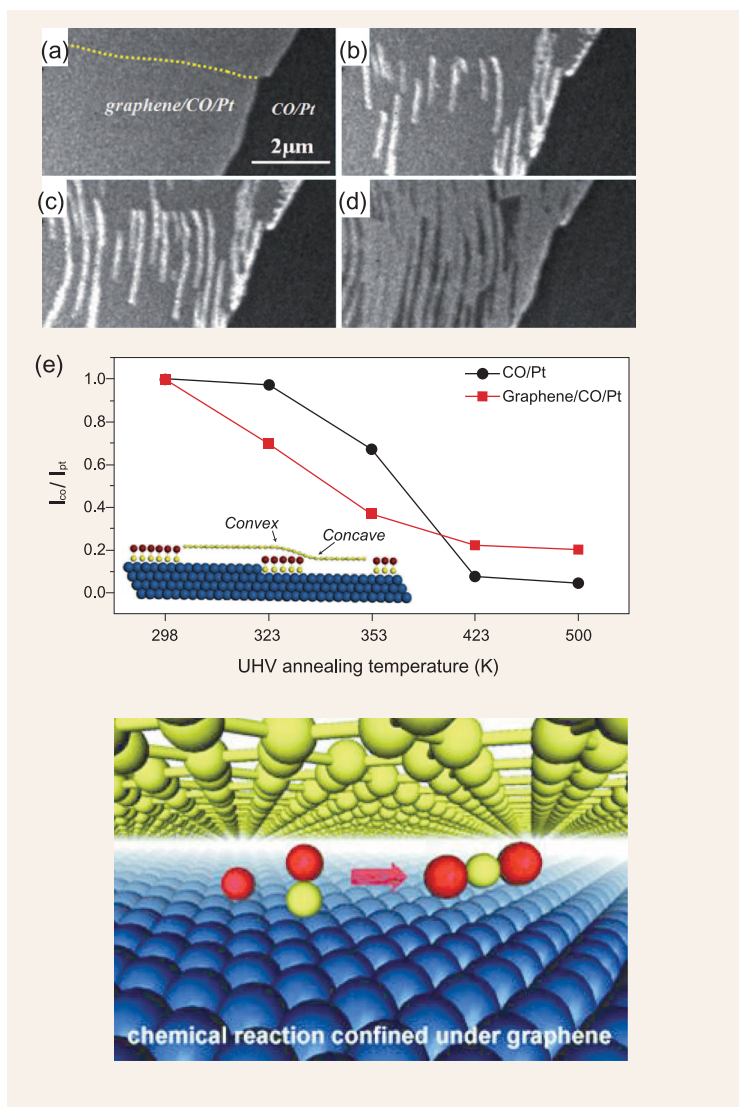 (a)
graphene/CO/Pt
CO/Pt
2μm
(b)
(c)
(d)
(e)
CO/Pt
Graphene/CO/Pt
1.0
0.8
0.6
0.4
0.2
0.0
I_co / I_pt
Convex
Concave
298 323 353 423 500
UHV annealing temperature (K)
chemical reaction confined under graphene